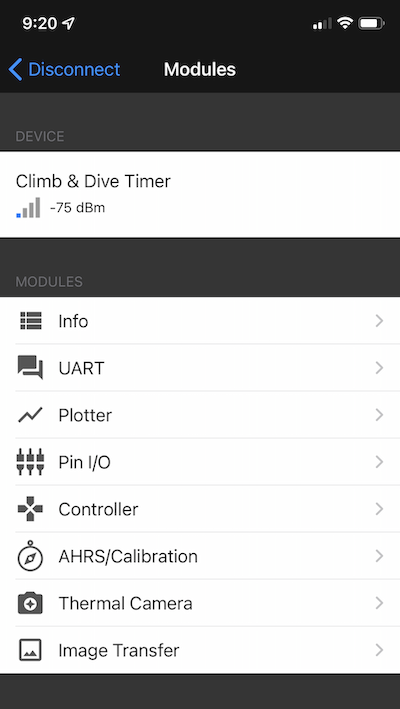 9:20
Disconnect
Modules
DEVICE
Climb & Dive Timer
-75 dBm
MODULES
Info
UART
Plotter
Pin I/O
Controller
AHRS/Calibration
Thermal Camera
Image Transfer